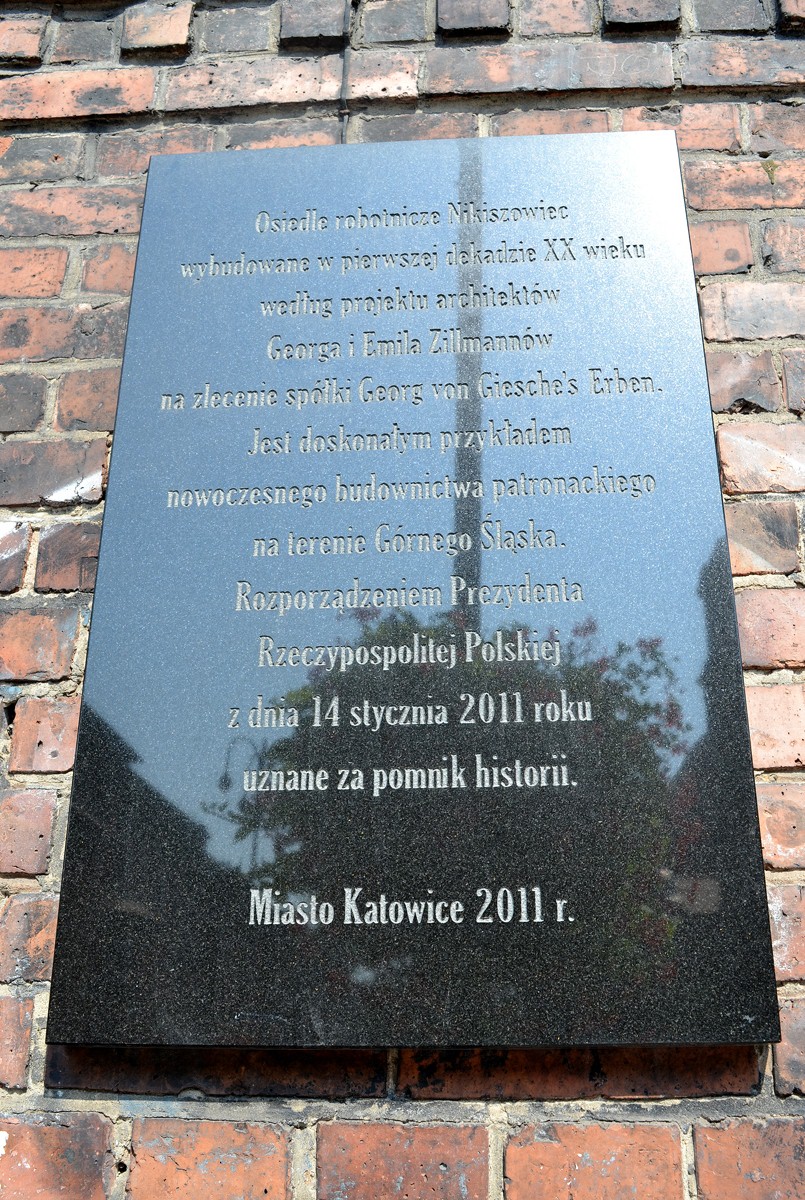 Osiedle robotnicze Nikiszowiec
wybudowane w pierwszej dekadzie XX wieku
według projektu architektów
Georga i Emila Zillmannów
na zlecenie spółki Georg von Giesche's Erben.
Jest doskonałym przykładem
nowoczesnego budownictwa patronackiego
na terenie Górnego Śląska.
Rozporządzeniem Prezydenta
Rzeczypospolitej Polskiej
z dnia 14 stycznia 2011 roku
uznane za pomnik historii.
Miasto Katowice 2011 r.